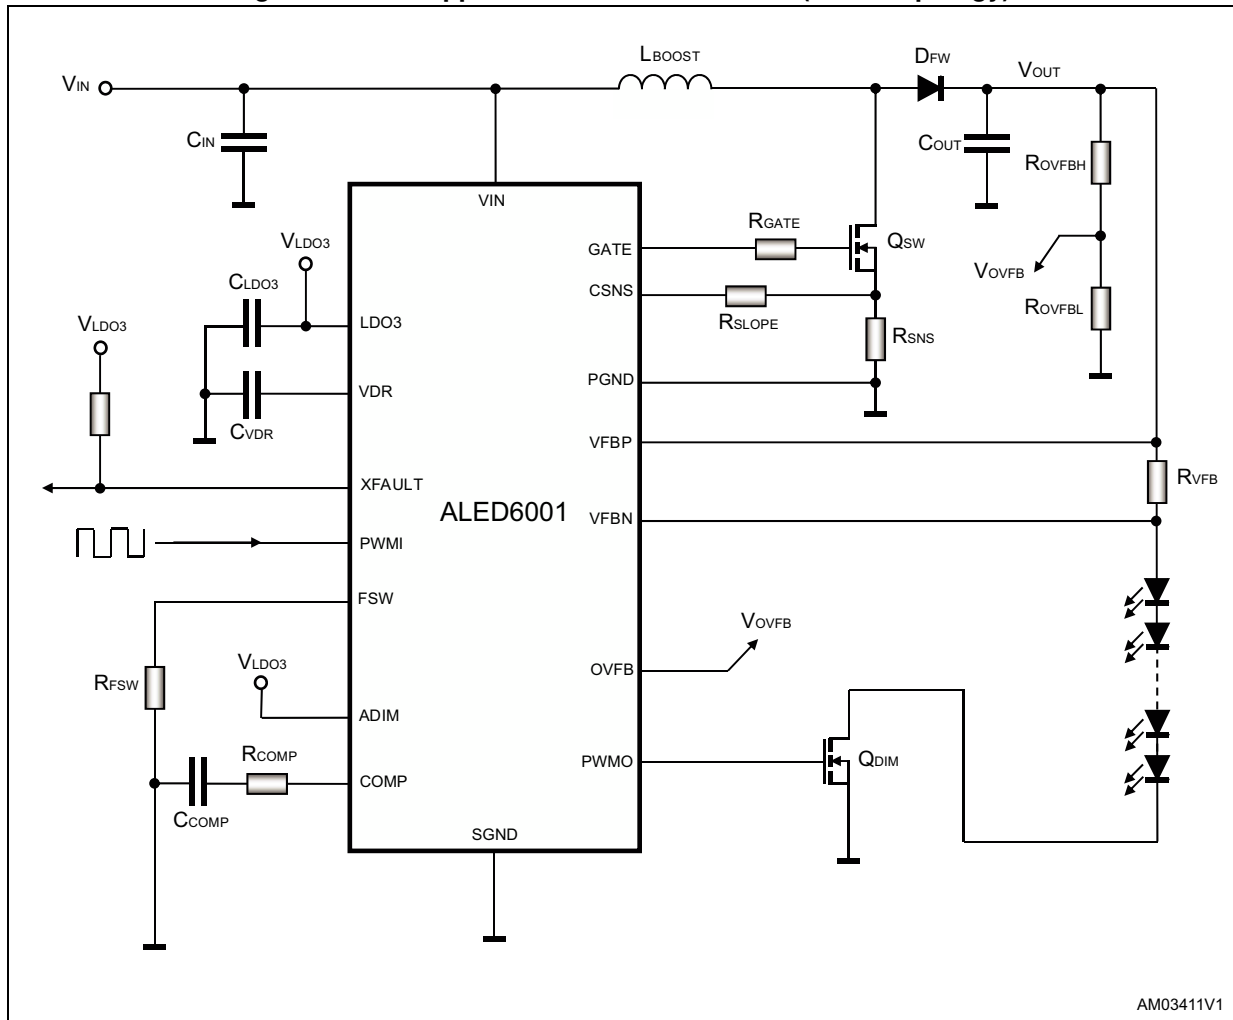 LBOOST
DFW
VOUT
VIN
CIN
COUT
ROVFBH
VIN
RGATE
QSW
GATE
VLDO3
VOVFB
CLDO3
CSNS
ROVFBL
VLDO3
LDO3
RSLOPE
RSNS
PGND
VDR
CVDR
VFBP
XFAULT
RVFB
ALED6001
VFBN
PWMI
FSW
VOVFB
VLDO3
OVFB
RFSW
ADIM
RCOMP
PWMO
QDIM
COMP
CCOMP
SGND
AM03411V1